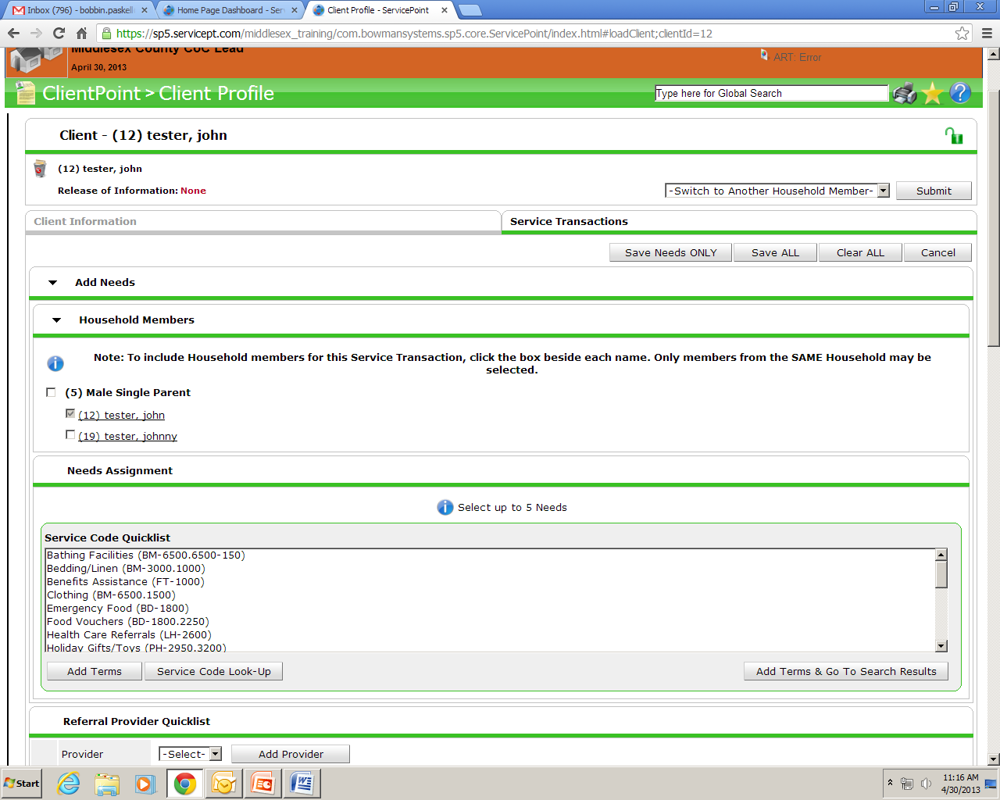 Inbox (796) - bobbin.paskell
Home Page Dashboard - Ser
Client Profile - ServicePoint
https://sp5.servicept.com/middlesex_training/com.bowmansystems.sp5.core.ServicePoint/index.html#loadClient;clientId=12
Middlesex County CoC Lead
April 30, 2013
ART: Error
ClientPoint > Client Profile
Type here for Global Search
Client - (12) tester, john
(12) tester, john
Release of Information: None
-Switch to Another Household Member-
Submit
Client Information
Service Transactions
Save Needs ONLY
Save ALL
Clear ALL
Cancel
Add Needs
Household Members
Note: To include Household members for this Service Transaction, click the box beside each name. Only members from the SAME Household may be
selected.
(5) Male Single Parent
(12) tester, john
(19) tester, johnny
Needs Assignment
Select up to 5 Needs
Service Code Quicklist
Bathing Facilities (BM-6500.6500-150)
Bedding/Linen (BM-3000.1000)
Benefits Assistance (FT-1000)
Clothing (BM-6500.1500)
Emergency Food (BD-1800)
Food Vouchers (BD-1800.2250)
Health Care Referrals (LH-2600)
Holiday Gifts/Toys (PH-2950.3200)
Add Terms
Service Code Look-Up
Add Terms & Go To Search Results
Referral Provider Quicklist
Provider
-Select-
Add Provider
Start
11:16 AM
4/30/2013